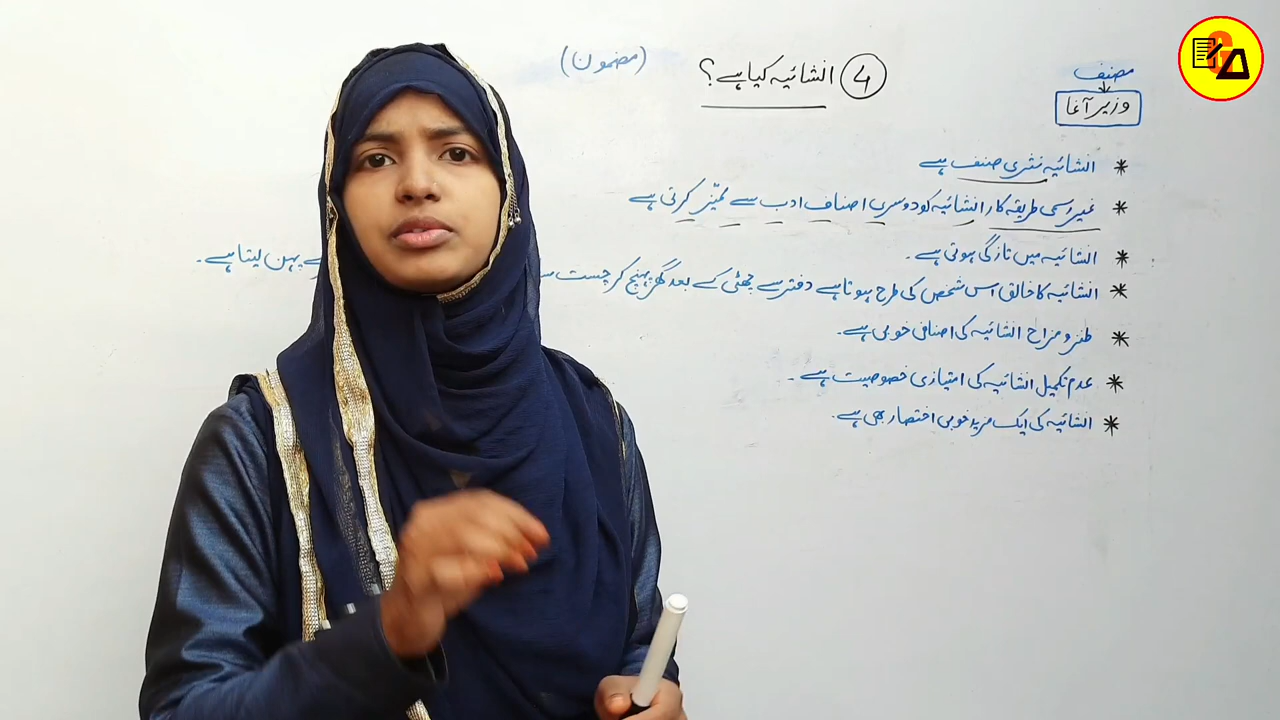 مصنف
وزیر آغا
④ انشائیہ کیا ہے؟ (مضمون)
* انشائیہ نثری صنف ہے
* غیر رسمی طریقہ کار انشائیہ کو دوسری اصناف ادب سے ممیّز کرتی ہے
* انشائیہ میں تازگی ہوتی ہے۔
* انشائیہ کا خالق اس شخص کی طرح ہوتا ہے دفتر سے چھٹی کے بعد گھر پہنچ کر چست پہن لیتا ہے۔
* طنز و مزاح انشائیہ کی اضافی خوبی ہے۔
* عدم تکمیل انشائیہ کی امتیازی خصوصیت ہے۔
* انشائیہ کی ایک مزید خوبی اختصار بھی ہے۔